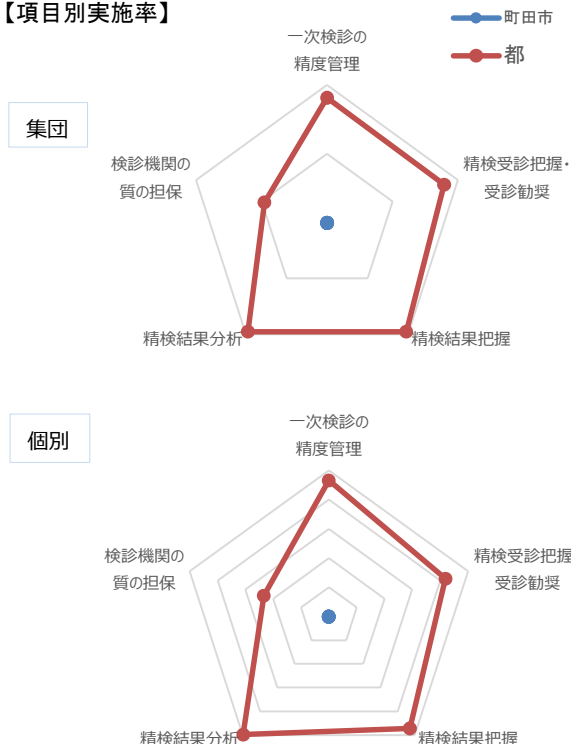 【項目別実施率】
町田市
都
集団
一次検診の
精度管理
検診機関の
質の担保
精検受診把握・
受診勧奨
精検結果分析
精検結果把握
個別
一次検診の
精度管理
検診機関の
質の担保
精検受診把握
受診勧奨
精検結果分析
精検結果把握